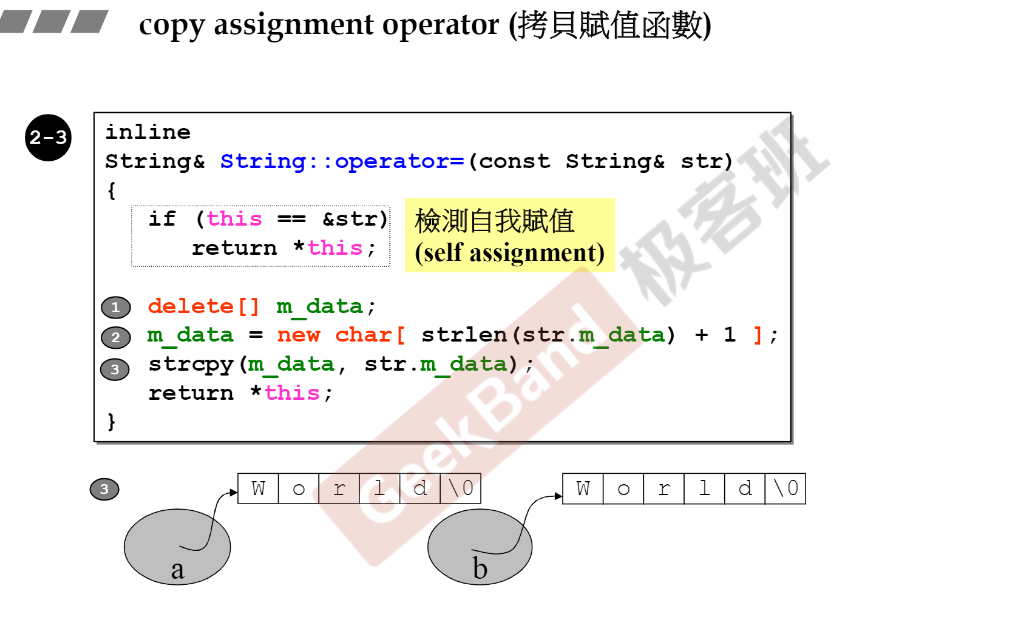 copy assignment operator (拷貝賦值函數)
2-3
inline
String& String::operator=(const String& str)
{
if (this == &str)
return *this;
檢測自我賦值
(self assignment)
1 delete[] m_data;
2 m_data = new char[ strlen(str.m_data) + 1 ];
3 strcpy(m_data, str.m_data);
return *this;
}
3
W o r l d \0
W o r l d \0
a
b
GeekBand 极客班